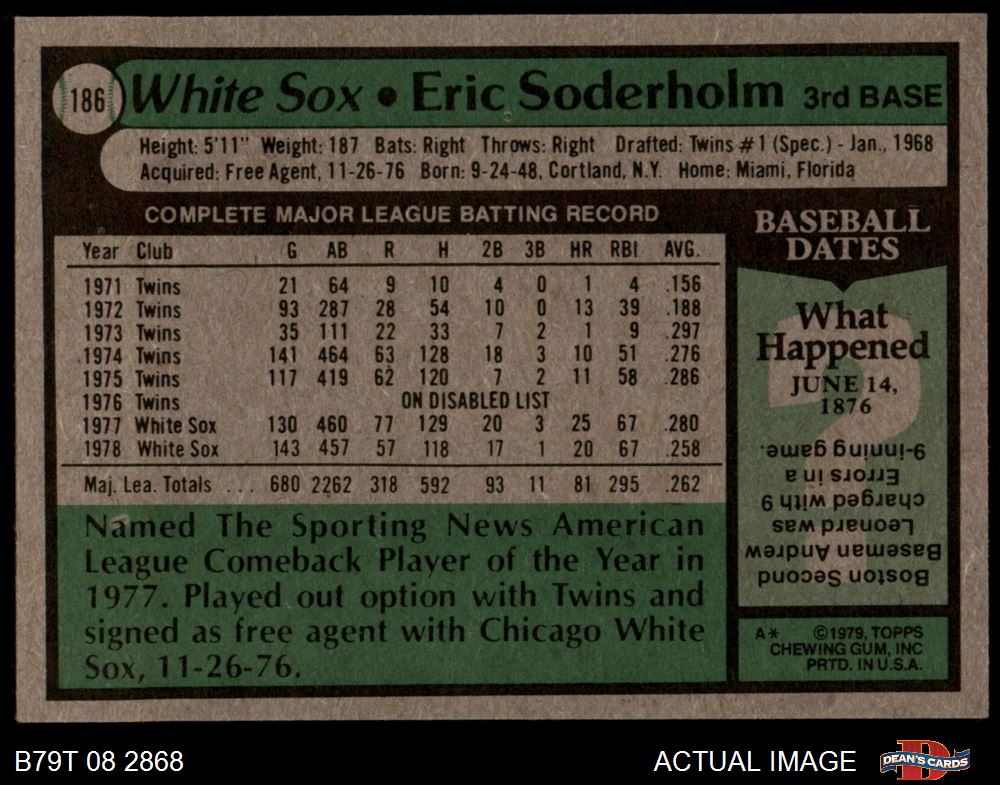 186 White Sox • Eric Soderholm 3rd BASE
Height: 5'11" Weight: 187 Bats: Right Throws: Right Drafted: Twins #1 (Spec.) - Jan., 1968
Acquired: Free Agent, 11-26-76 Born: 9-24-48, Cortland, N.Y. Home: Miami, Florida
COMPLETE MAJOR LEAGUE BATTING RECORD
Year Club G AB R H 2B 3B HR RBI AVG.
1971 Twins 21 64 9 10 4 0 1 4 .156
1972 Twins 93 287 28 54 10 0 13 39 .188
1973 Twins 35 111 22 33 7 2 1 9 .297
1974 Twins 141 464 63 128 18 3 10 51 .276
1975 Twins 117 419 62 120 7 2 11 58 .286
1976 Twins ON DISABLED LIST
1977 White Sox 130 460 77 129 20 3 25 67 .280
1978 White Sox 143 457 57 118 17 1 20 67 .258
Maj. Lea. Totals ... 680 2262 318 592 93 11 81 295 .262
Named The Sporting News American
League Comeback Player of the Year in
1977. Played out option with Twins and
signed as free agent with Chicago White
Sox, 11-26-76.
BASEBALL
DATES
What
Happened
JUNE 14,
1876
?
Boston Second
Baseman Andrew
Leonard was
charged with 9
Errors in a
9-inning game.
A* ©1979, TOPPS
CHEWING GUM, INC
PRTD. IN U.S.A.
B79T 08 2868
ACTUAL IMAGE
D
DEAN'S CARDS